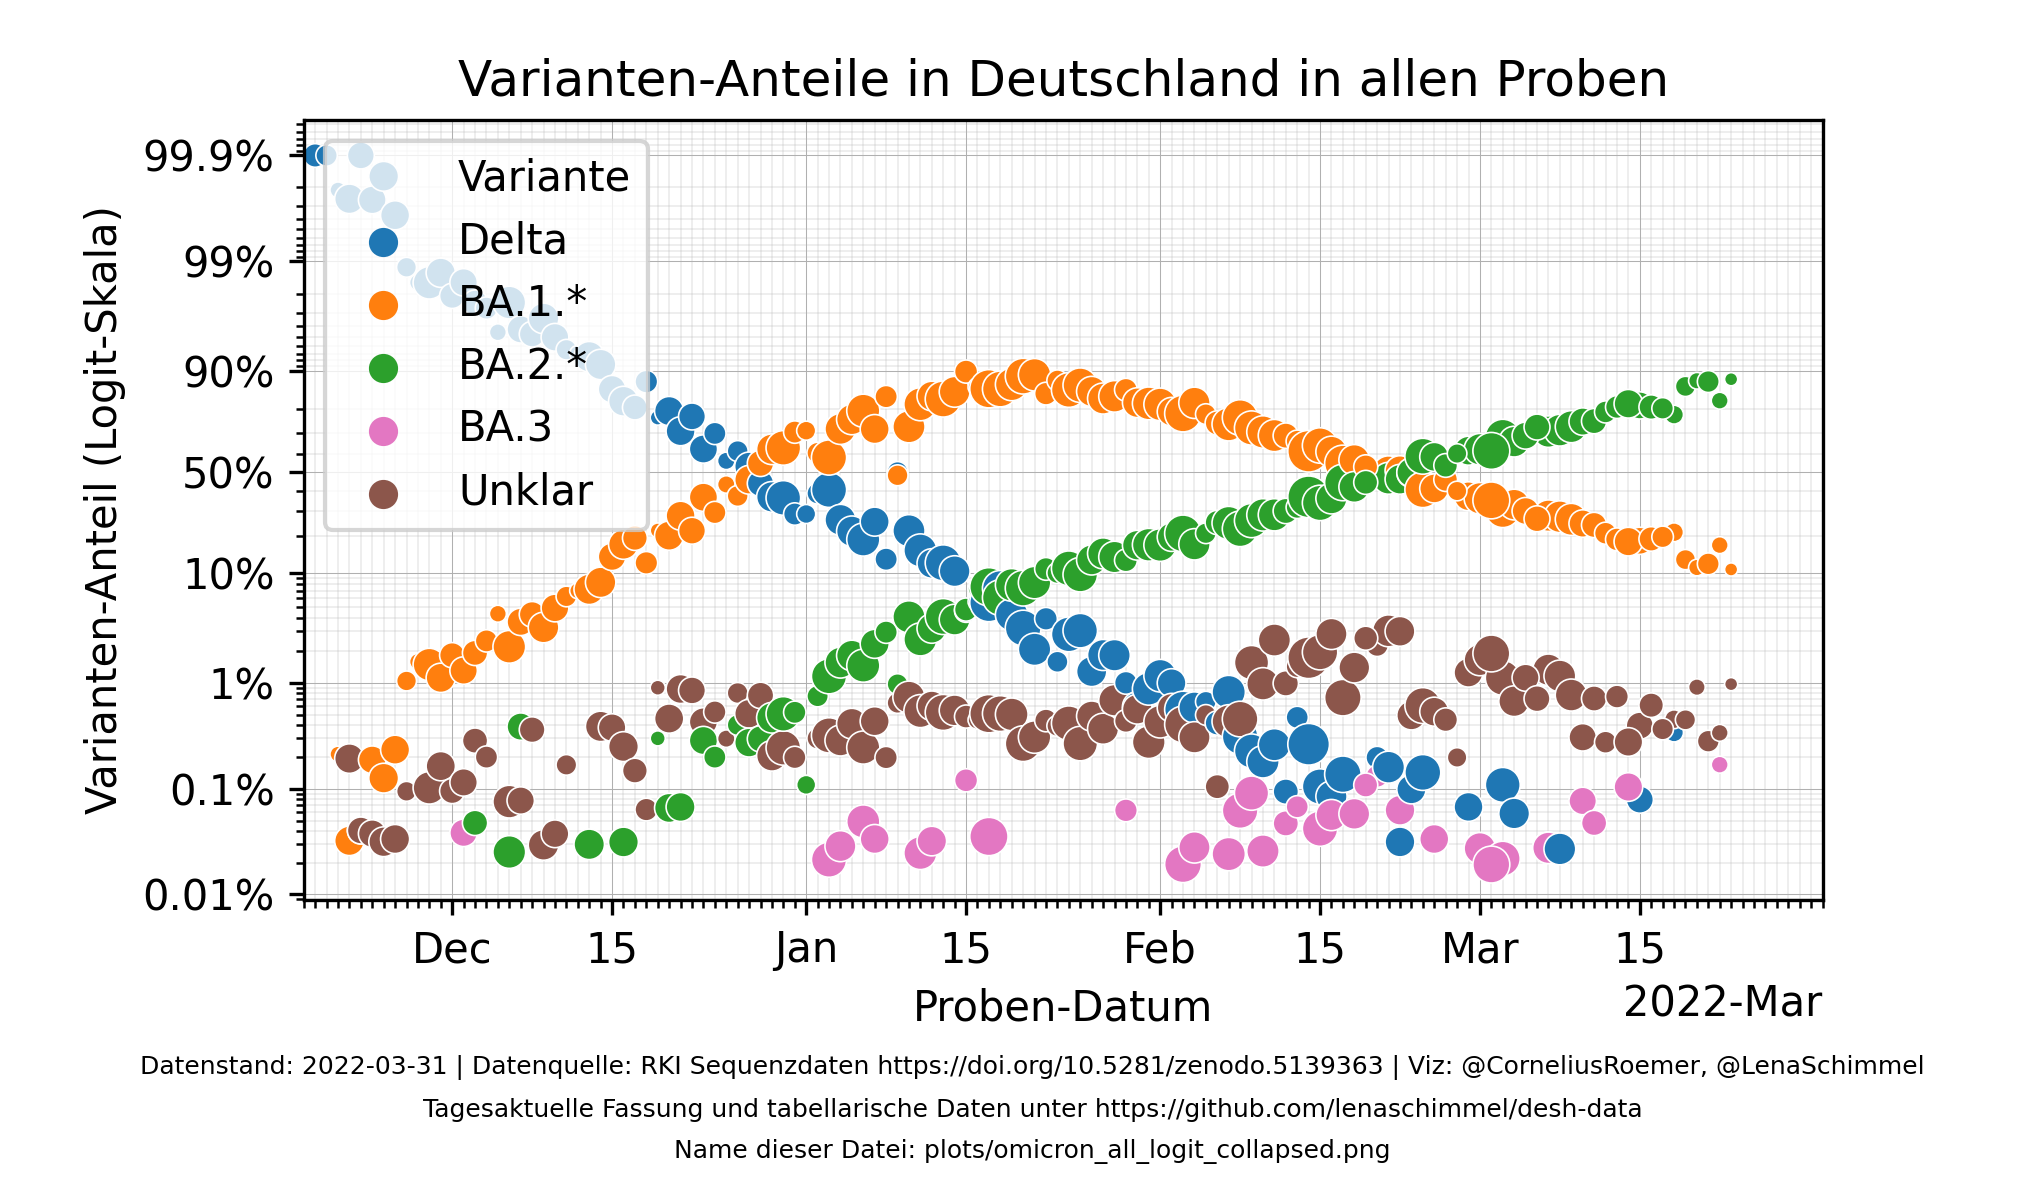 Varianten-Anteile in Deutschland in allen Proben
Varianten-Anteil (Logit-Skala)
99.9%
99%
90%
50%
10%
1%
0.1%
0.01%
Variante
Delta
BA.1.*
BA.2.*
BA.3
Unklar
Dec 15 Jan 15 Feb 15 Mar 15
Proben-Datum
2022-Mar
Datenstand: 2022-03-31 | Datenquelle: RKI Sequenzdaten https://doi.org/10.5281/zenodo.5139363 | Viz: @CorneliusRoemer, @LenaSchimmel
Tagesaktuelle Fassung und tabellarische Daten unter https://github.com/lenaschimmel/desh-data
Name dieser Datei: plots/omicron_all_logit_collapsed.png